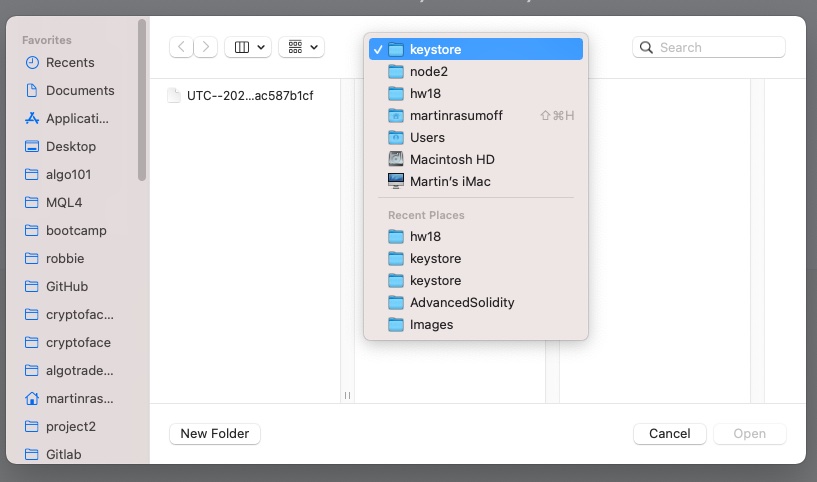 Favorites
Recents
Documents
Applicati...
Desktop
algo101
MQL4
bootcamp
robbie
GitHub
cryptofac...
cryptoface
algotrade...
martinras...
project2
Gitlab
Search
UTC--202...ac587b1cf
✓ keystore
node2
hw18
martinrasumoff ⇧⌘H
Users
Macintosh HD
Martin's iMac
Recent Places
hw18
keystore
keystore
AdvancedSolidity
Images
New Folder
Cancel
Open